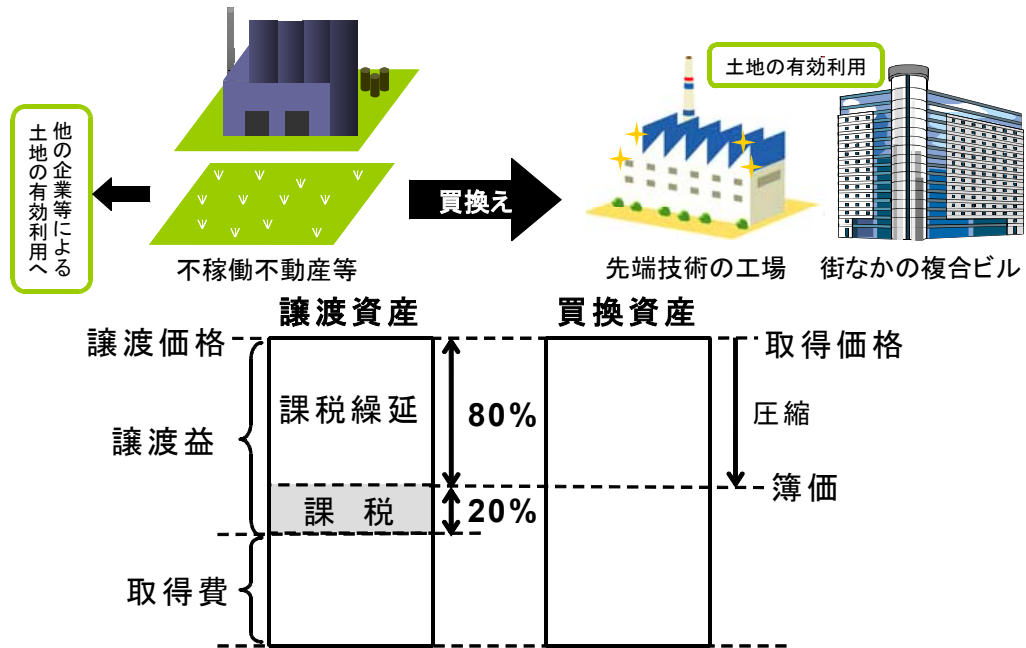 土地の有効利用
他の企業等による
土地の有効利用へ
買換え
不稼働不動産等
先端技術の工場
街なかの複合ビル
譲渡資産
買換資産
譲渡価格
取得価格
課税繰延
80%
圧縮
譲渡益
簿価
課 税
20%
取得費